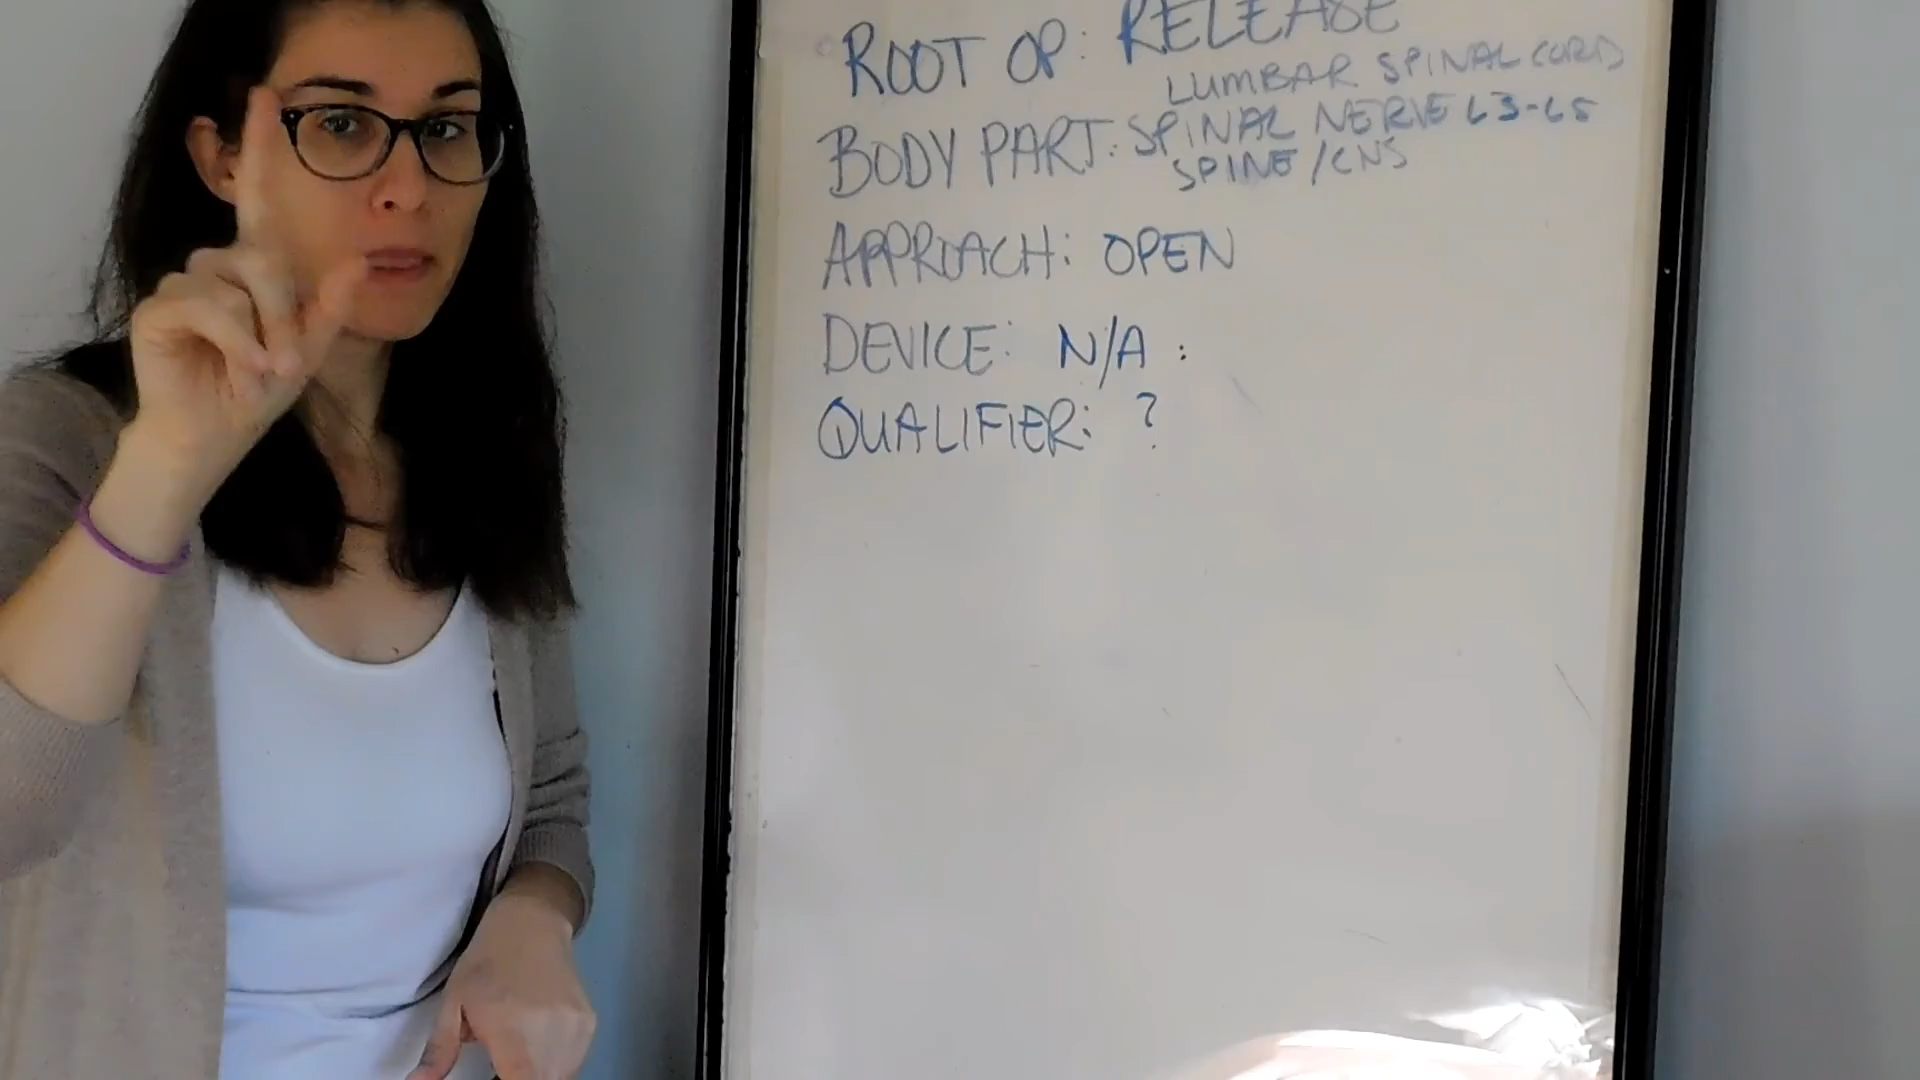 ROOT OP: RELEASE
LUMBAR SPINAL CORD
BODY PART: SPINAL NERVE L3-L5
SPINE/CNS
APPROACH: OPEN
DEVICE: N/A :
QUALIFIER: ?